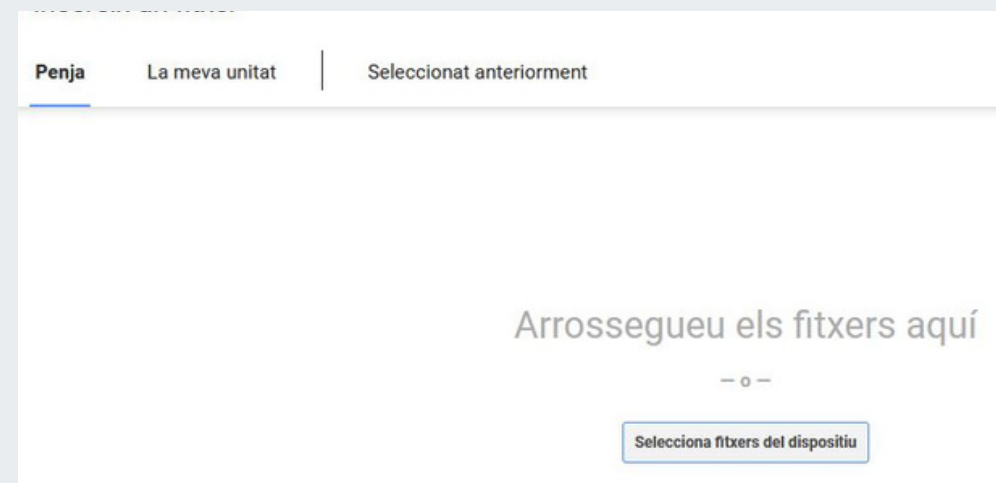 Penja La meva unitat Seleccionat anteriorment
Arrossegueu els fitxers aquí
— o —
Selecciona fitxers del dispositiu